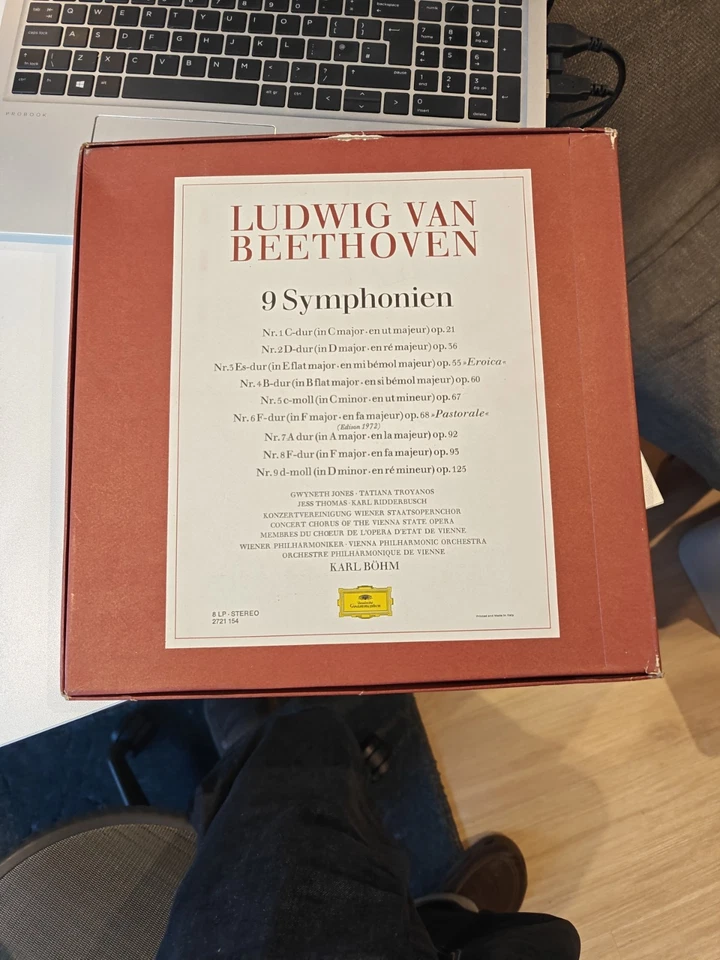 PROBOOK
LUDWIG VAN
BEETHOVEN
9 Symphonien
Nr. 1 C-dur (in C major · en ut majeur) op. 21
Nr. 2 D-dur (in D major · en ré majeur) op. 36
Nr. 3 Es-dur (in E flat major · en mi bémol majeur) op. 55 »Eroica«
Nr. 4 B-dur (in B flat major · en si bémol majeur) op. 60
Nr. 5 c-moll (in C minor · en ut mineur) op. 67
Nr. 6 F-dur (in F major · en fa majeur) op. 68 »Pastorale«
(Edison 1972)
Nr. 7 A dur (in A major · en la majeur) op. 92
Nr. 8 F-dur (in F major · en fa majeur) op. 93
Nr. 9 d-moll (in D minor · en ré mineur) op. 125
GWYNETH JONES · TATIANA TROYANOS
JESS THOMAS · KARL RIDDERBUSCH
KONZERTVEREINIGUNG WIENER STAATSOPERNCHOR
CONCERT CHORUS OF THE VIENNA STATE OPERA
MEMBRES DU CHŒUR DE L'OPERA D'ETAT DE VIENNE
WIENER PHILHARMONIKER · VIENNA PHILHARMONIC ORCHESTRA
ORCHESTRE PHILHARMONIQUE DE VIENNE
KARL BÖHM
Deutsche
Grammophon
8 LP · STEREO
2721 154